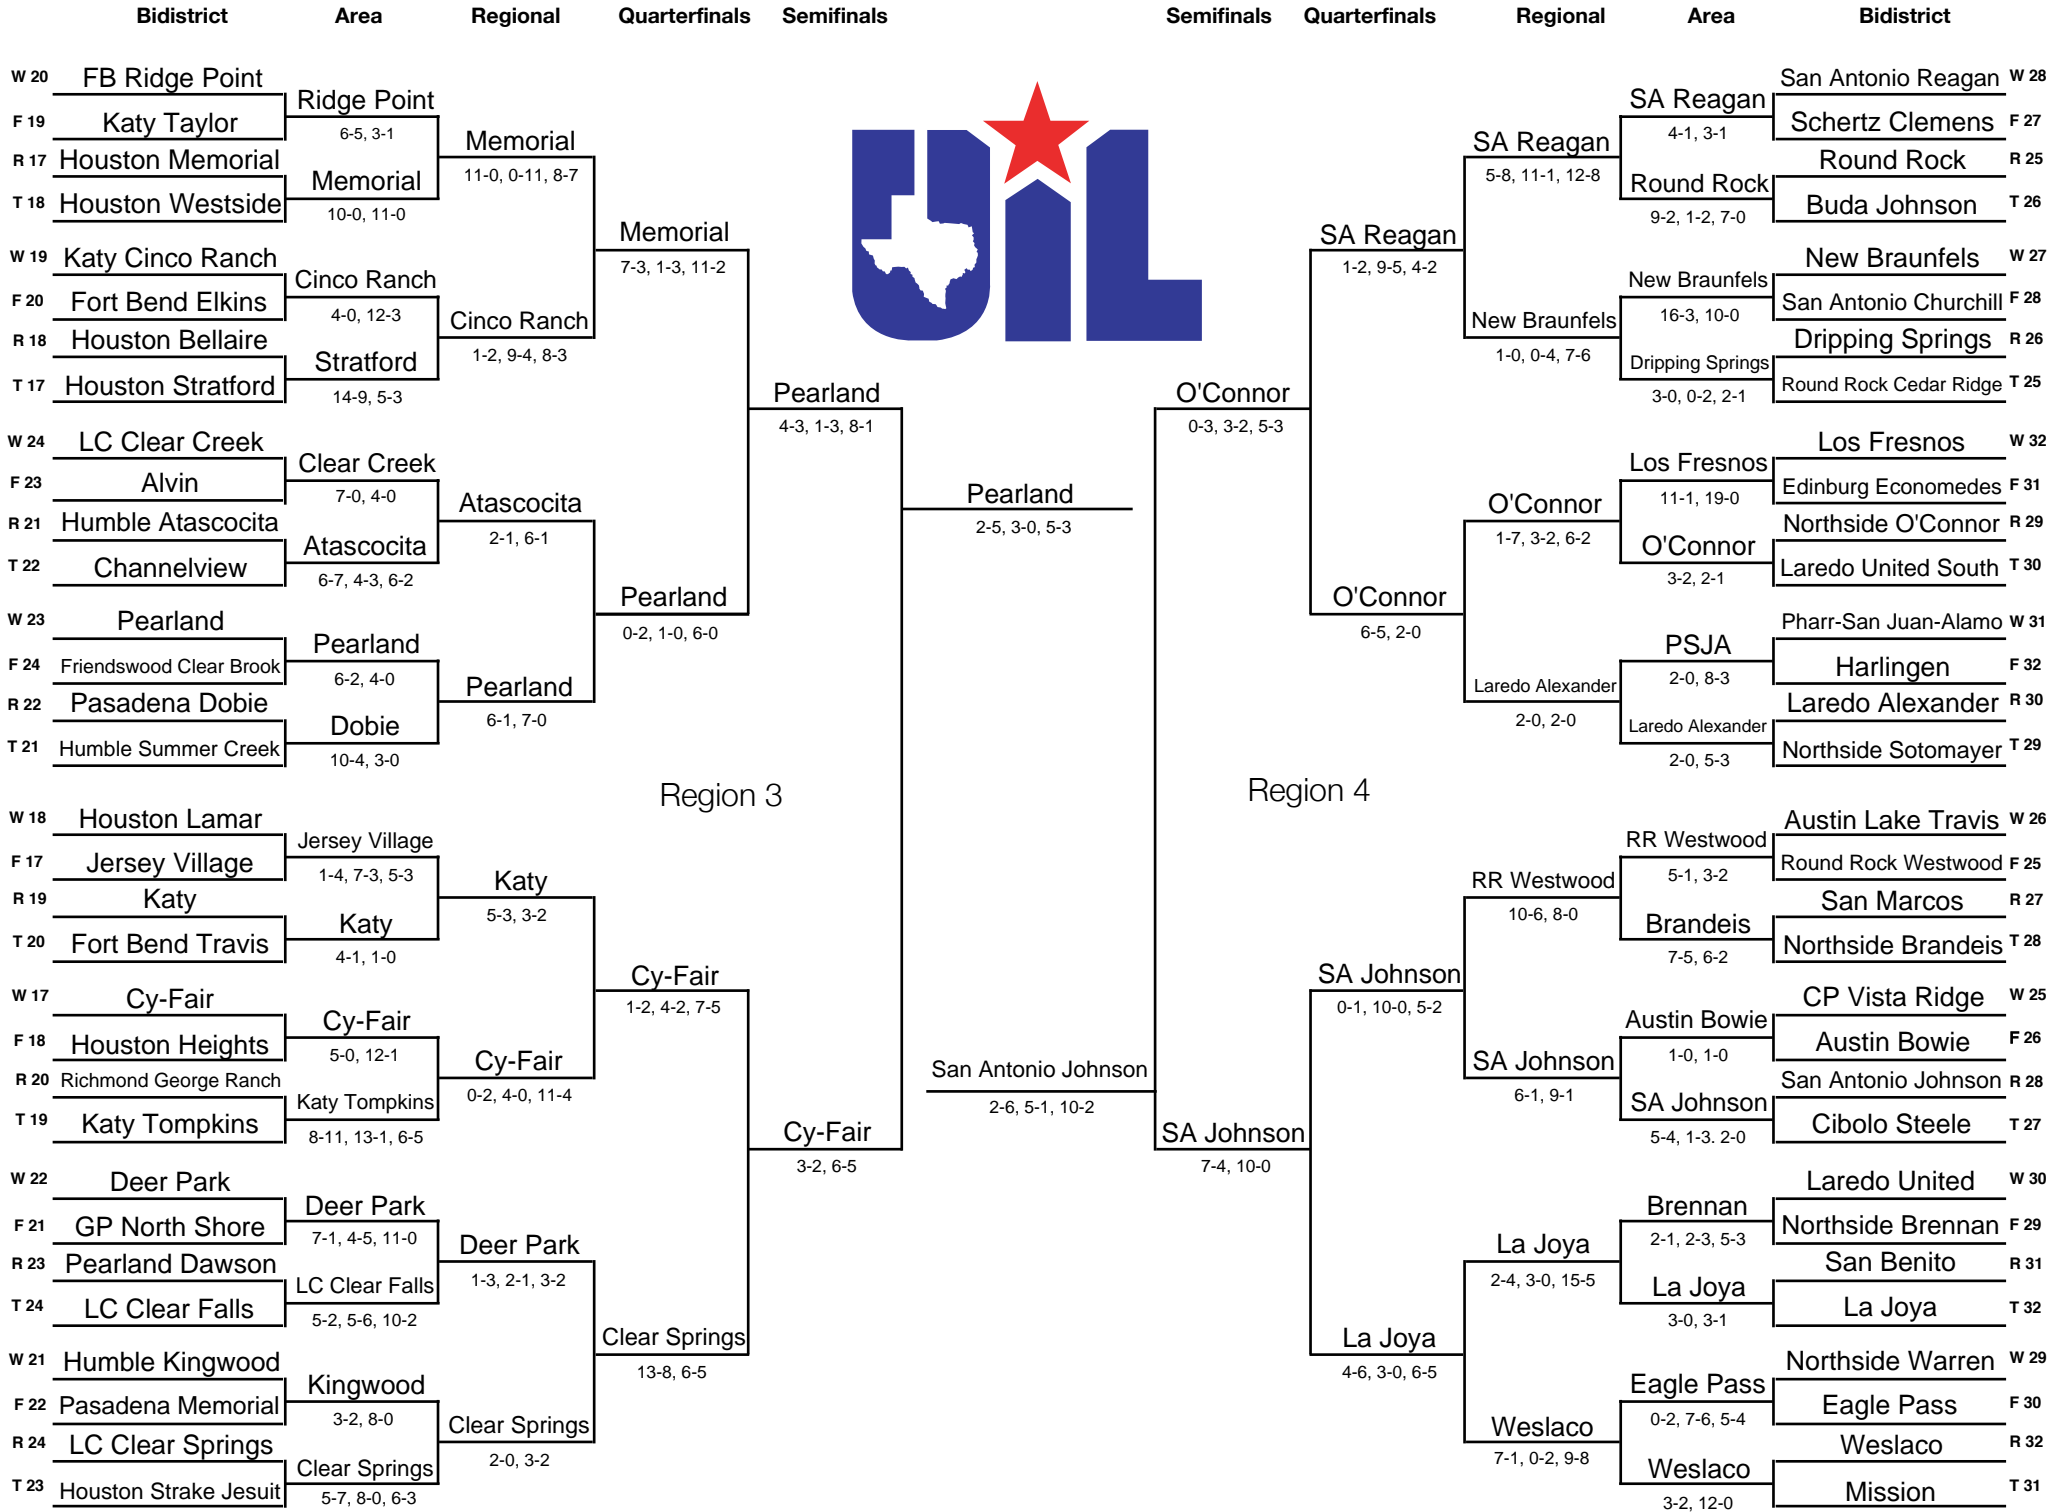 Bidistrict Area Regional Quarterfinals Semifinals Semifinals Quarterfinals Regional Area Bidistrict
W 20 FB Ridge Point
Ridge Point
6-5, 3-1
F 19 Katy Taylor
Memorial
11-0, 0-11, 8-7
R 17 Houston Memorial
Memorial
10-0, 11-0
T 18 Houston Westside
Memorial
7-3, 1-3, 11-2
W 19 Katy Cinco Ranch
Cinco Ranch
4-0, 12-3
F 20 Fort Bend Elkins
Cinco Ranch
1-2, 9-4, 8-3
R 18 Houston Bellaire
Stratford
14-9, 5-3
T 17 Houston Stratford
Pearland
4-3, 1-3, 8-1
W 24 LC Clear Creek
Clear Creek
7-0, 4-0
F 23 Alvin
Atascocita
2-1, 6-1
R 21 Humble Atascocita
Atascocita
6-7, 4-3, 6-2
T 22 Channelview
Pearland
0-2, 1-0, 6-0
W 23 Pearland
Pearland
6-2, 4-0
F 24 Friendswood Clear Brook
Pearland
6-1, 7-0
R 22 Pasadena Dobie
Dobie
10-4, 3-0
T 21 Humble Summer Creek
Pearland
2-5, 3-0, 5-3
Region 3
W 18 Houston Lamar
Jersey Village
1-4, 7-3, 5-3
F 17 Jersey Village
Katy
5-3, 3-2
R 19 Katy
Katy
4-1, 1-0
T 20 Fort Bend Travis
Cy-Fair
1-2, 4-2, 7-5
W 17 Cy-Fair
Cy-Fair
5-0, 12-1
F 18 Houston Heights
Cy-Fair
0-2, 4-0, 11-4
R 20 Richmond George Ranch
Katy Tompkins
8-11, 13-1, 6-5
T 19 Katy Tompkins
Cy-Fair
3-2, 6-5
W 22 Deer Park
Deer Park
7-1, 4-5, 11-0
F 21 GP North Shore
Deer Park
1-3, 2-1, 3-2
R 23 Pearland Dawson
LC Clear Falls
5-2, 5-6, 10-2
T 24 LC Clear Falls
Clear Springs
13-8, 6-5
W 21 Humble Kingwood
Kingwood
3-2, 8-0
F 22 Pasadena Memorial
Clear Springs
2-0, 3-2
R 24 LC Clear Springs
Clear Springs
5-7, 8-0, 6-3
T 23 Houston Strake Jesuit
UIL
San Antonio Reagan W 28
SA Reagan
4-1, 3-1
Schertz Clemens F 27
SA Reagan
5-8, 11-1, 12-8
Round Rock R 25
Round Rock
9-2, 1-2, 7-0
Buda Johnson T 26
SA Reagan
1-2, 9-5, 4-2
New Braunfels W 27
New Braunfels
16-3, 10-0
San Antonio Churchill F 28
New Braunfels
1-0, 0-4, 7-6
Dripping Springs R 26
Dripping Springs
3-0, 0-2, 2-1
Round Rock Cedar Ridge T 25
O'Connor
0-3, 3-2, 5-3
Los Fresnos W 32
Los Fresnos
11-1, 19-0
Edinburg Economedes F 31
O'Connor
1-7, 3-2, 6-2
Northside O'Connor R 29
O'Connor
3-2, 2-1
Laredo United South T 30
O'Connor
6-5, 2-0
Pharr-San Juan-Alamo W 31
PSJA
2-0, 8-3
Harlingen F 32
Laredo Alexander
2-0, 2-0
Laredo Alexander R 30
Laredo Alexander
2-0, 5-3
Northside Sotomayer T 29
Region 4
San Antonio Johnson
2-6, 5-1, 10-2
Austin Lake Travis W 26
RR Westwood
5-1, 3-2
Round Rock Westwood F 25
RR Westwood
10-6, 8-0
San Marcos R 27
Brandeis
7-5, 6-2
Northside Brandeis T 28
SA Johnson
0-1, 10-0, 5-2
CP Vista Ridge W 25
Austin Bowie
1-0, 1-0
Austin Bowie F 26
SA Johnson
6-1, 9-1
San Antonio Johnson R 28
SA Johnson
5-4, 1-3. 2-0
Cibolo Steele T 27
SA Johnson
7-4, 10-0
Laredo United W 30
Brennan
2-1, 2-3, 5-3
Northside Brennan F 29
La Joya
2-4, 3-0, 15-5
San Benito R 31
La Joya
3-0, 3-1
La Joya T 32
La Joya
4-6, 3-0, 6-5
Northside Warren W 29
Eagle Pass
0-2, 7-6, 5-4
Eagle Pass F 30
Weslaco
7-1, 0-2, 9-8
Weslaco R 32
Weslaco
3-2, 12-0
Mission T 31